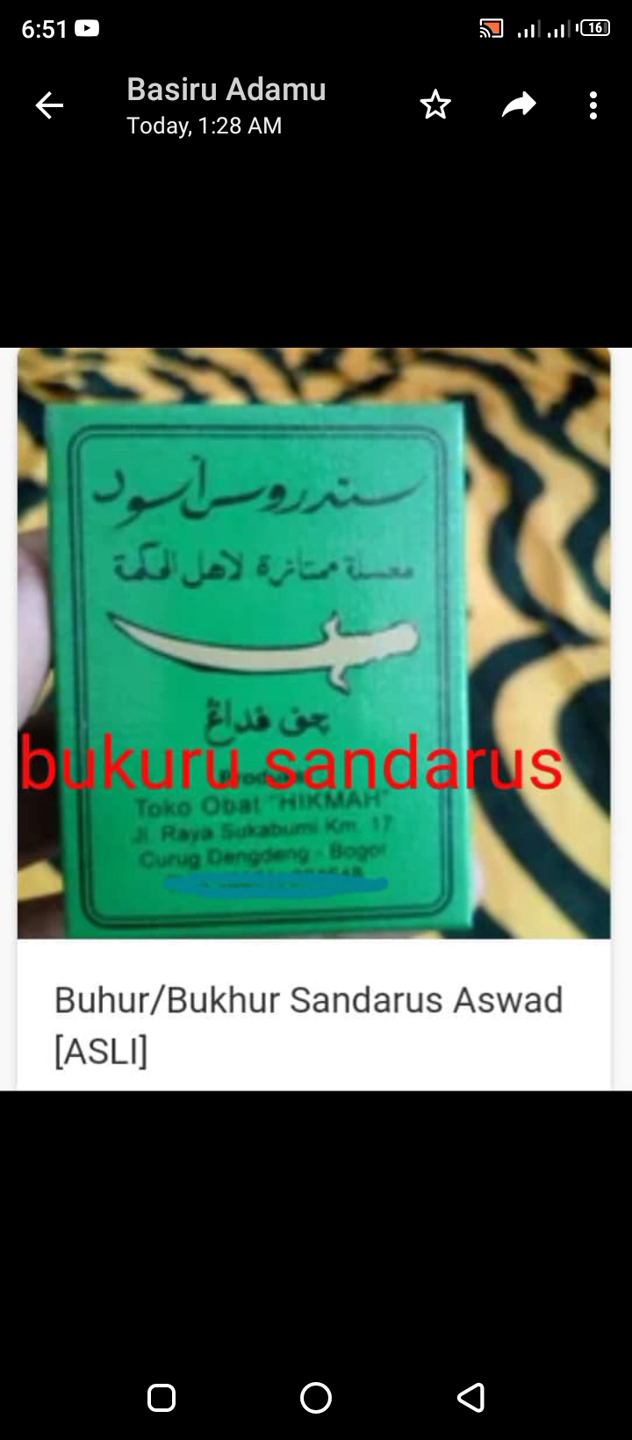 6:51
16
Basiru Adamu
Today, 1:28 AM
سندروس أسود
ممتازة لاهل الحكمة
bukuru sandarus
Toko Obat "HIKMAH"
Jl. Raya Sukabumi Km. 17
Curug Dengdeng - Bogor
Buhur/Bukhur Sandarus Aswad
[ASLI]